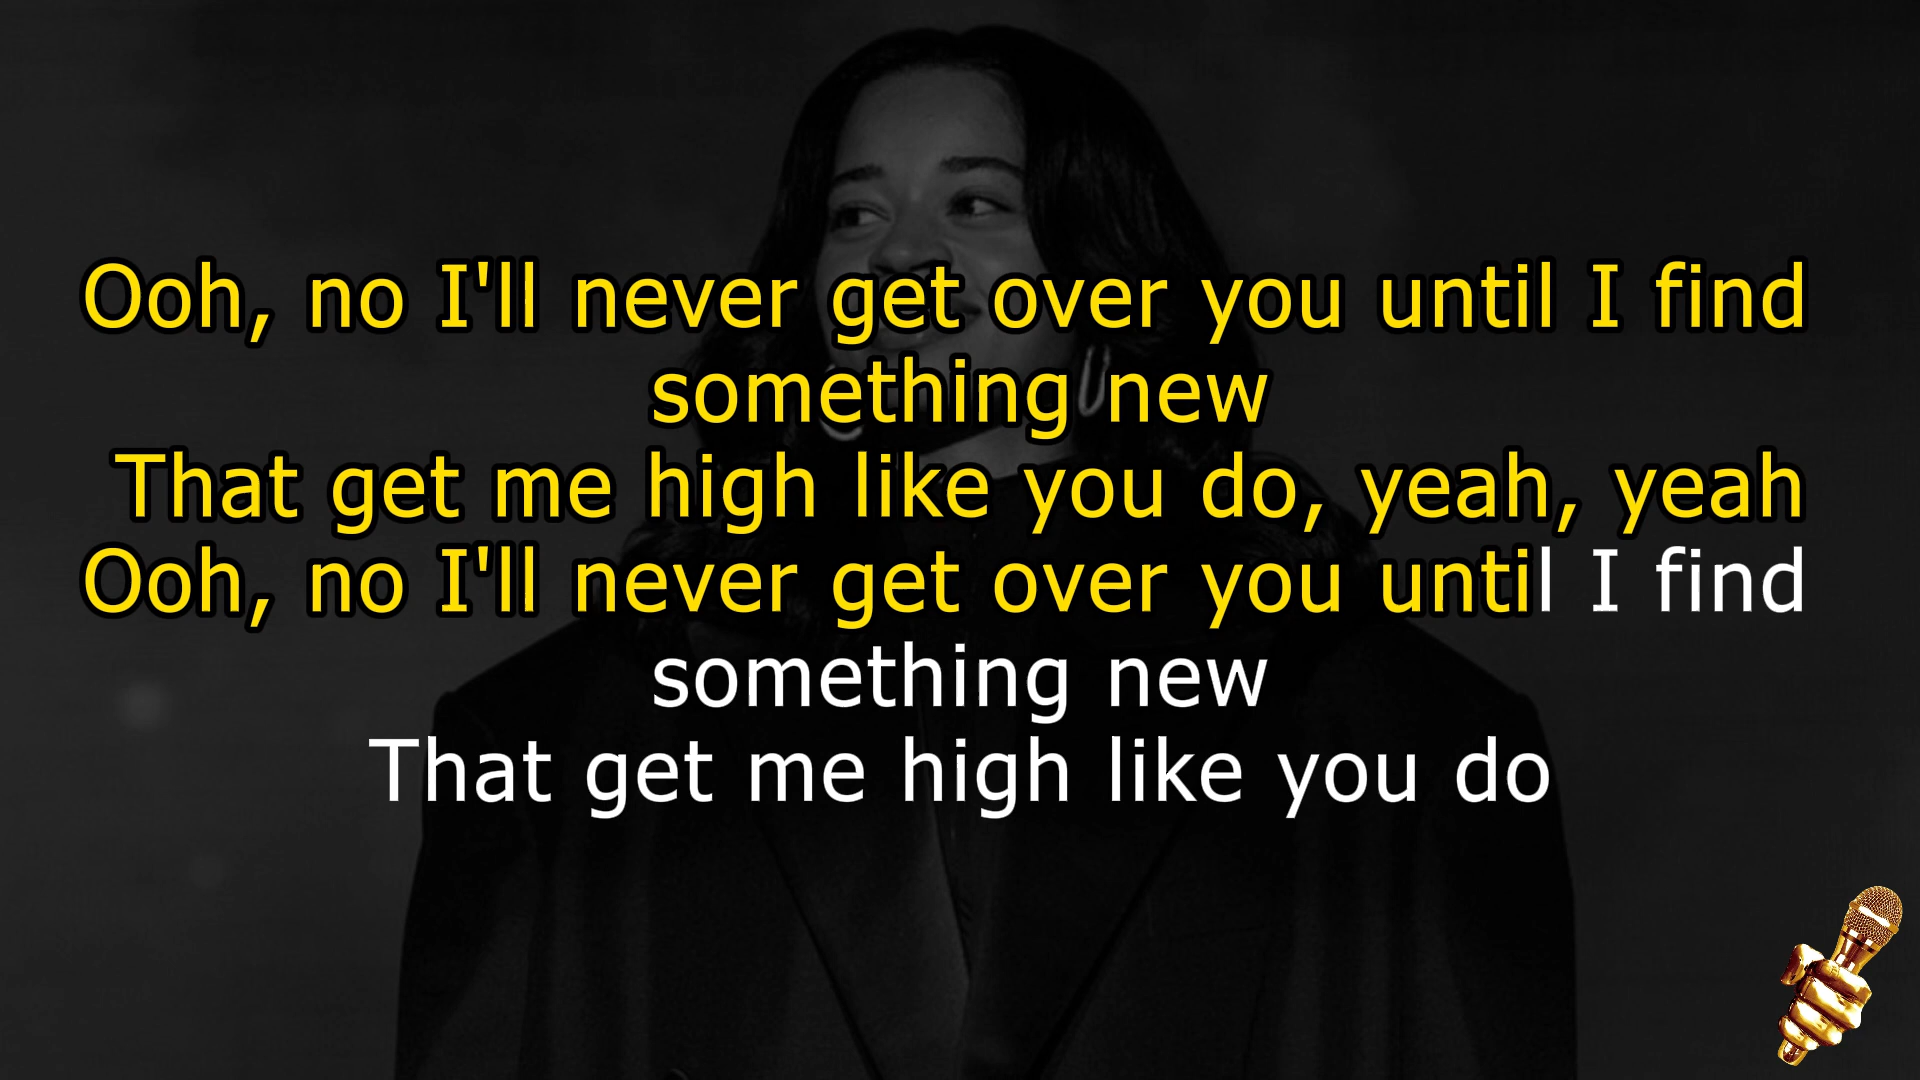 Ooh, no I'll never get over you until I find
something new
That get me high like you do, yeah, yeah
Ooh, no I'll never get over you until I find
something new
That get me high like you do